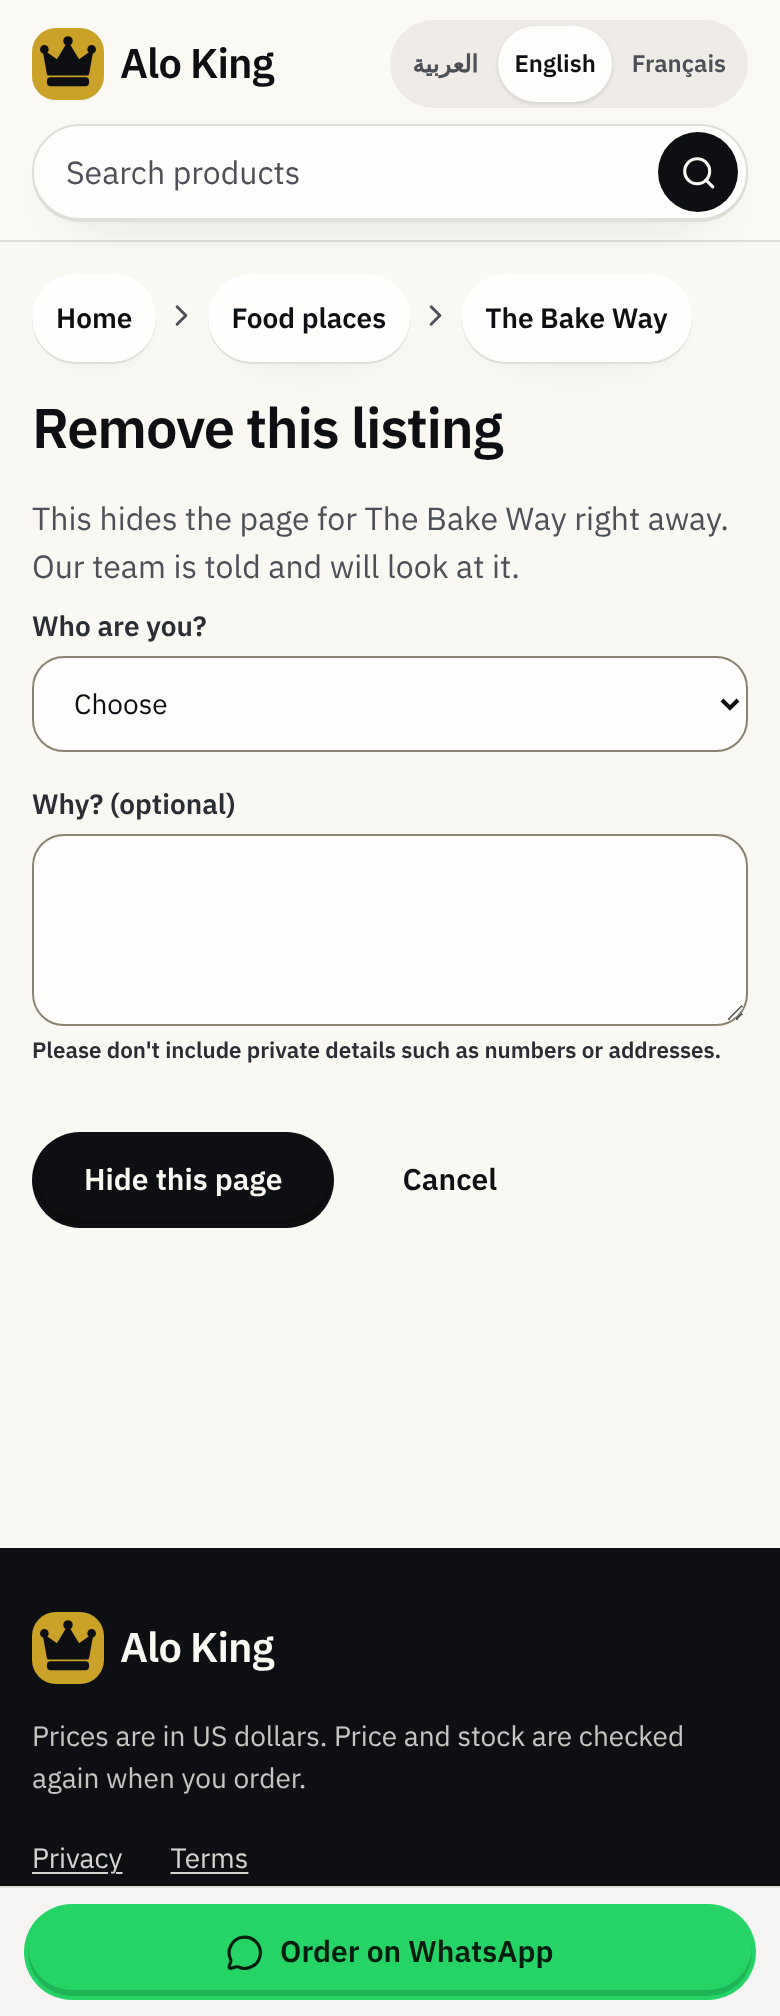 Alo King
العربية English Français
Search products
Home Food places The Bake Way
Remove this listing
This hides the page for The Bake Way right away.
Our team is told and will look at it.
Who are you?
Choose
Why? (optional)
Please don't include private details such as numbers or addresses.
Hide this page Cancel
Alo King
Prices are in US dollars. Price and stock are checked
again when you order.
Privacy Terms
Order on WhatsApp